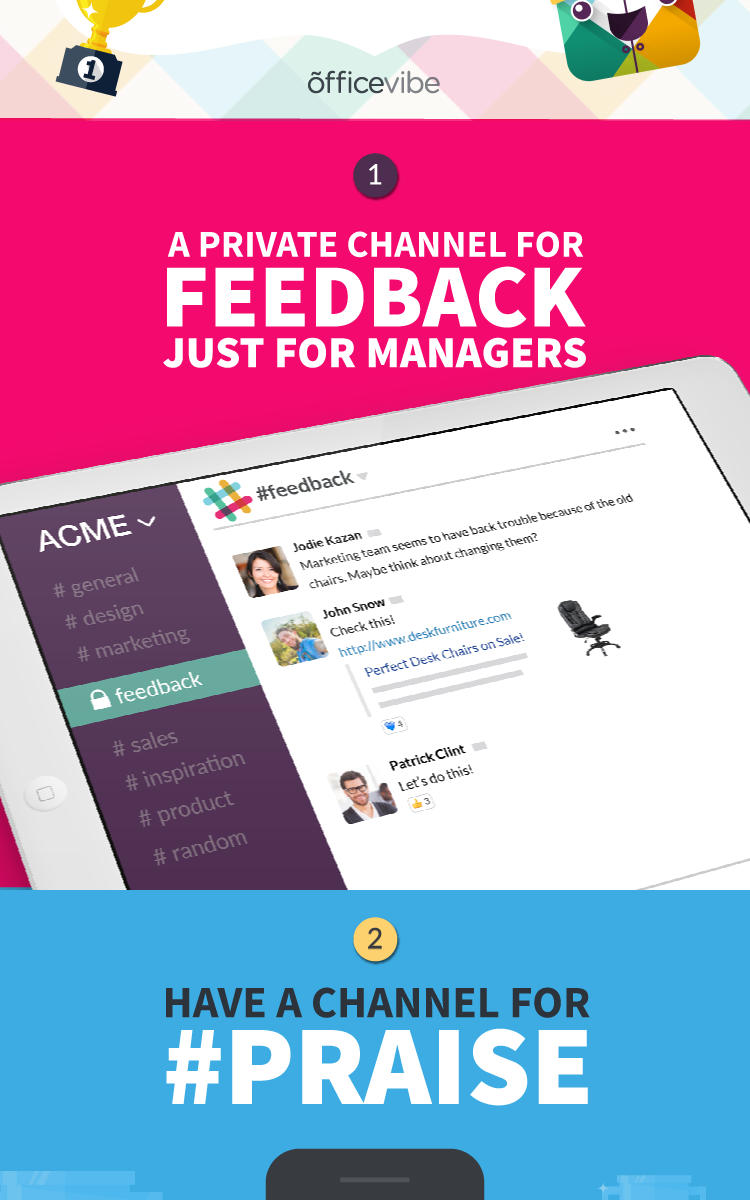 1
õfficevibe
1
A PRIVATE CHANNEL FOR
FEEDBACK
JUST FOR MANAGERS
ACME
# general
# design
# marketing
feedback
# sales
# inspiration
# product
# random
#feedback
Jodie Kazan
Marketing team seems to have back trouble because of the old
chairs. Maybe think about changing them?
John Snow
Check this!
http://www.deskfurniture.com
Perfect Desk Chairs on Sale!
4
Patrick Clint
Let's do this!
3
2
HAVE A CHANNEL FOR
#PRAISE